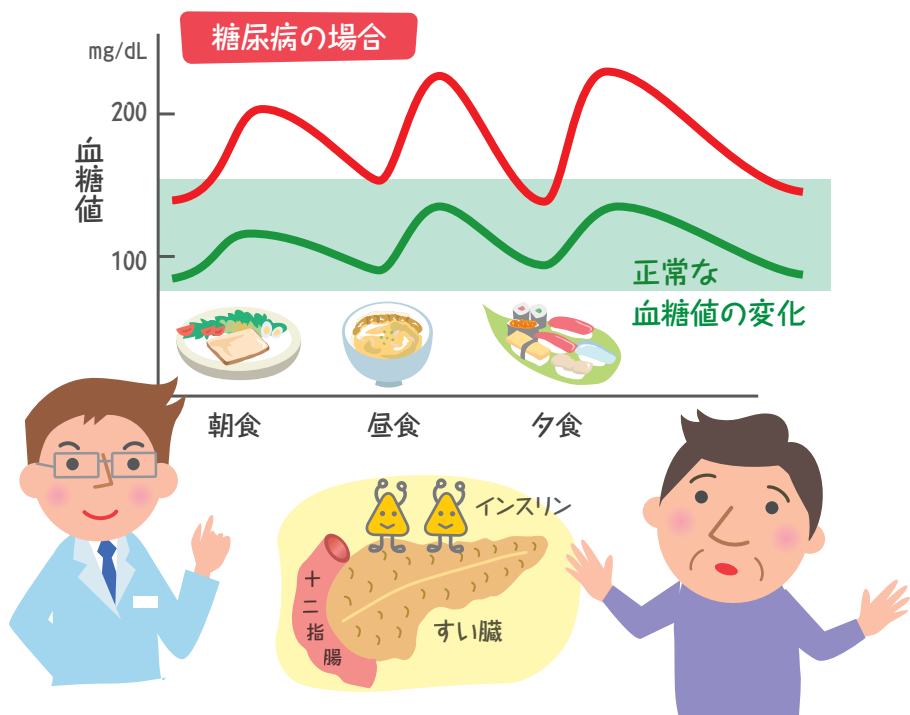 糖尿病の場合
mg/dL
200
血糖値
100
正常な
血糖値の変化
朝食
昼食
夕食
インスリン
十二指腸
すい臓